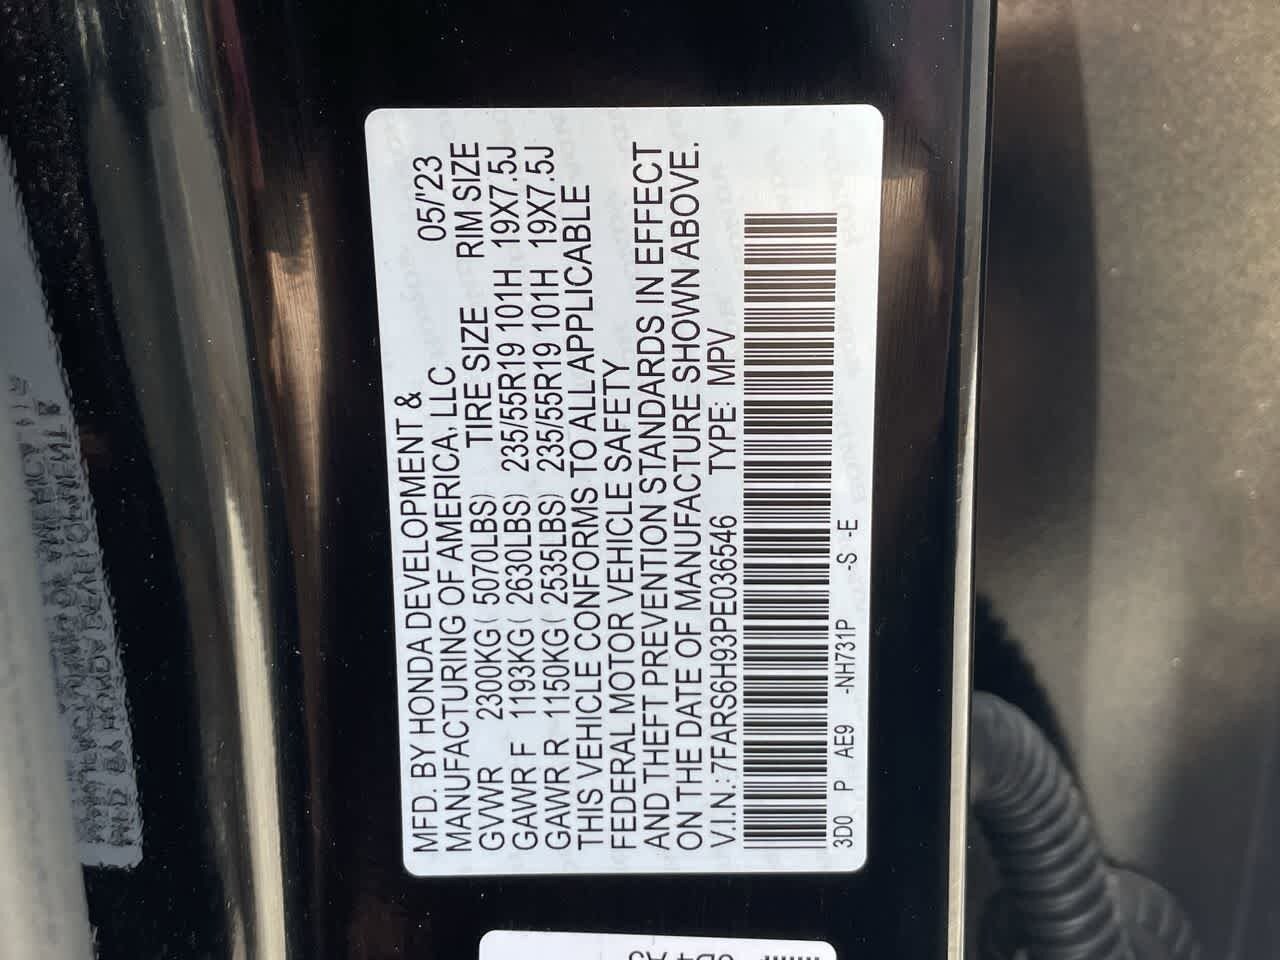 MFD. BY HONDA DEVELOPMENT &
MANUFACTURING OF AMERICA, LLC 05/'23
TIRE SIZE RIM SIZE
GVWR 2300KG( 5070LBS)
GAWR F 1193KG( 2630LBS) 235/55R19 101H 19X7.5J
GAWR R 1150KG( 2535LBS) 235/55R19 101H 19X7.5J
THIS VEHICLE CONFORMS TO ALL APPLICABLE
FEDERAL MOTOR VEHICLE SAFETY
AND THEFT PREVENTION STANDARDS IN EFFECT
ON THE DATE OF MANUFACTURE SHOWN ABOVE.
V.I.N.: 7FARS6H93PE036546 TYPE: MPV
3D0 P AE9 -NH731P -S -E